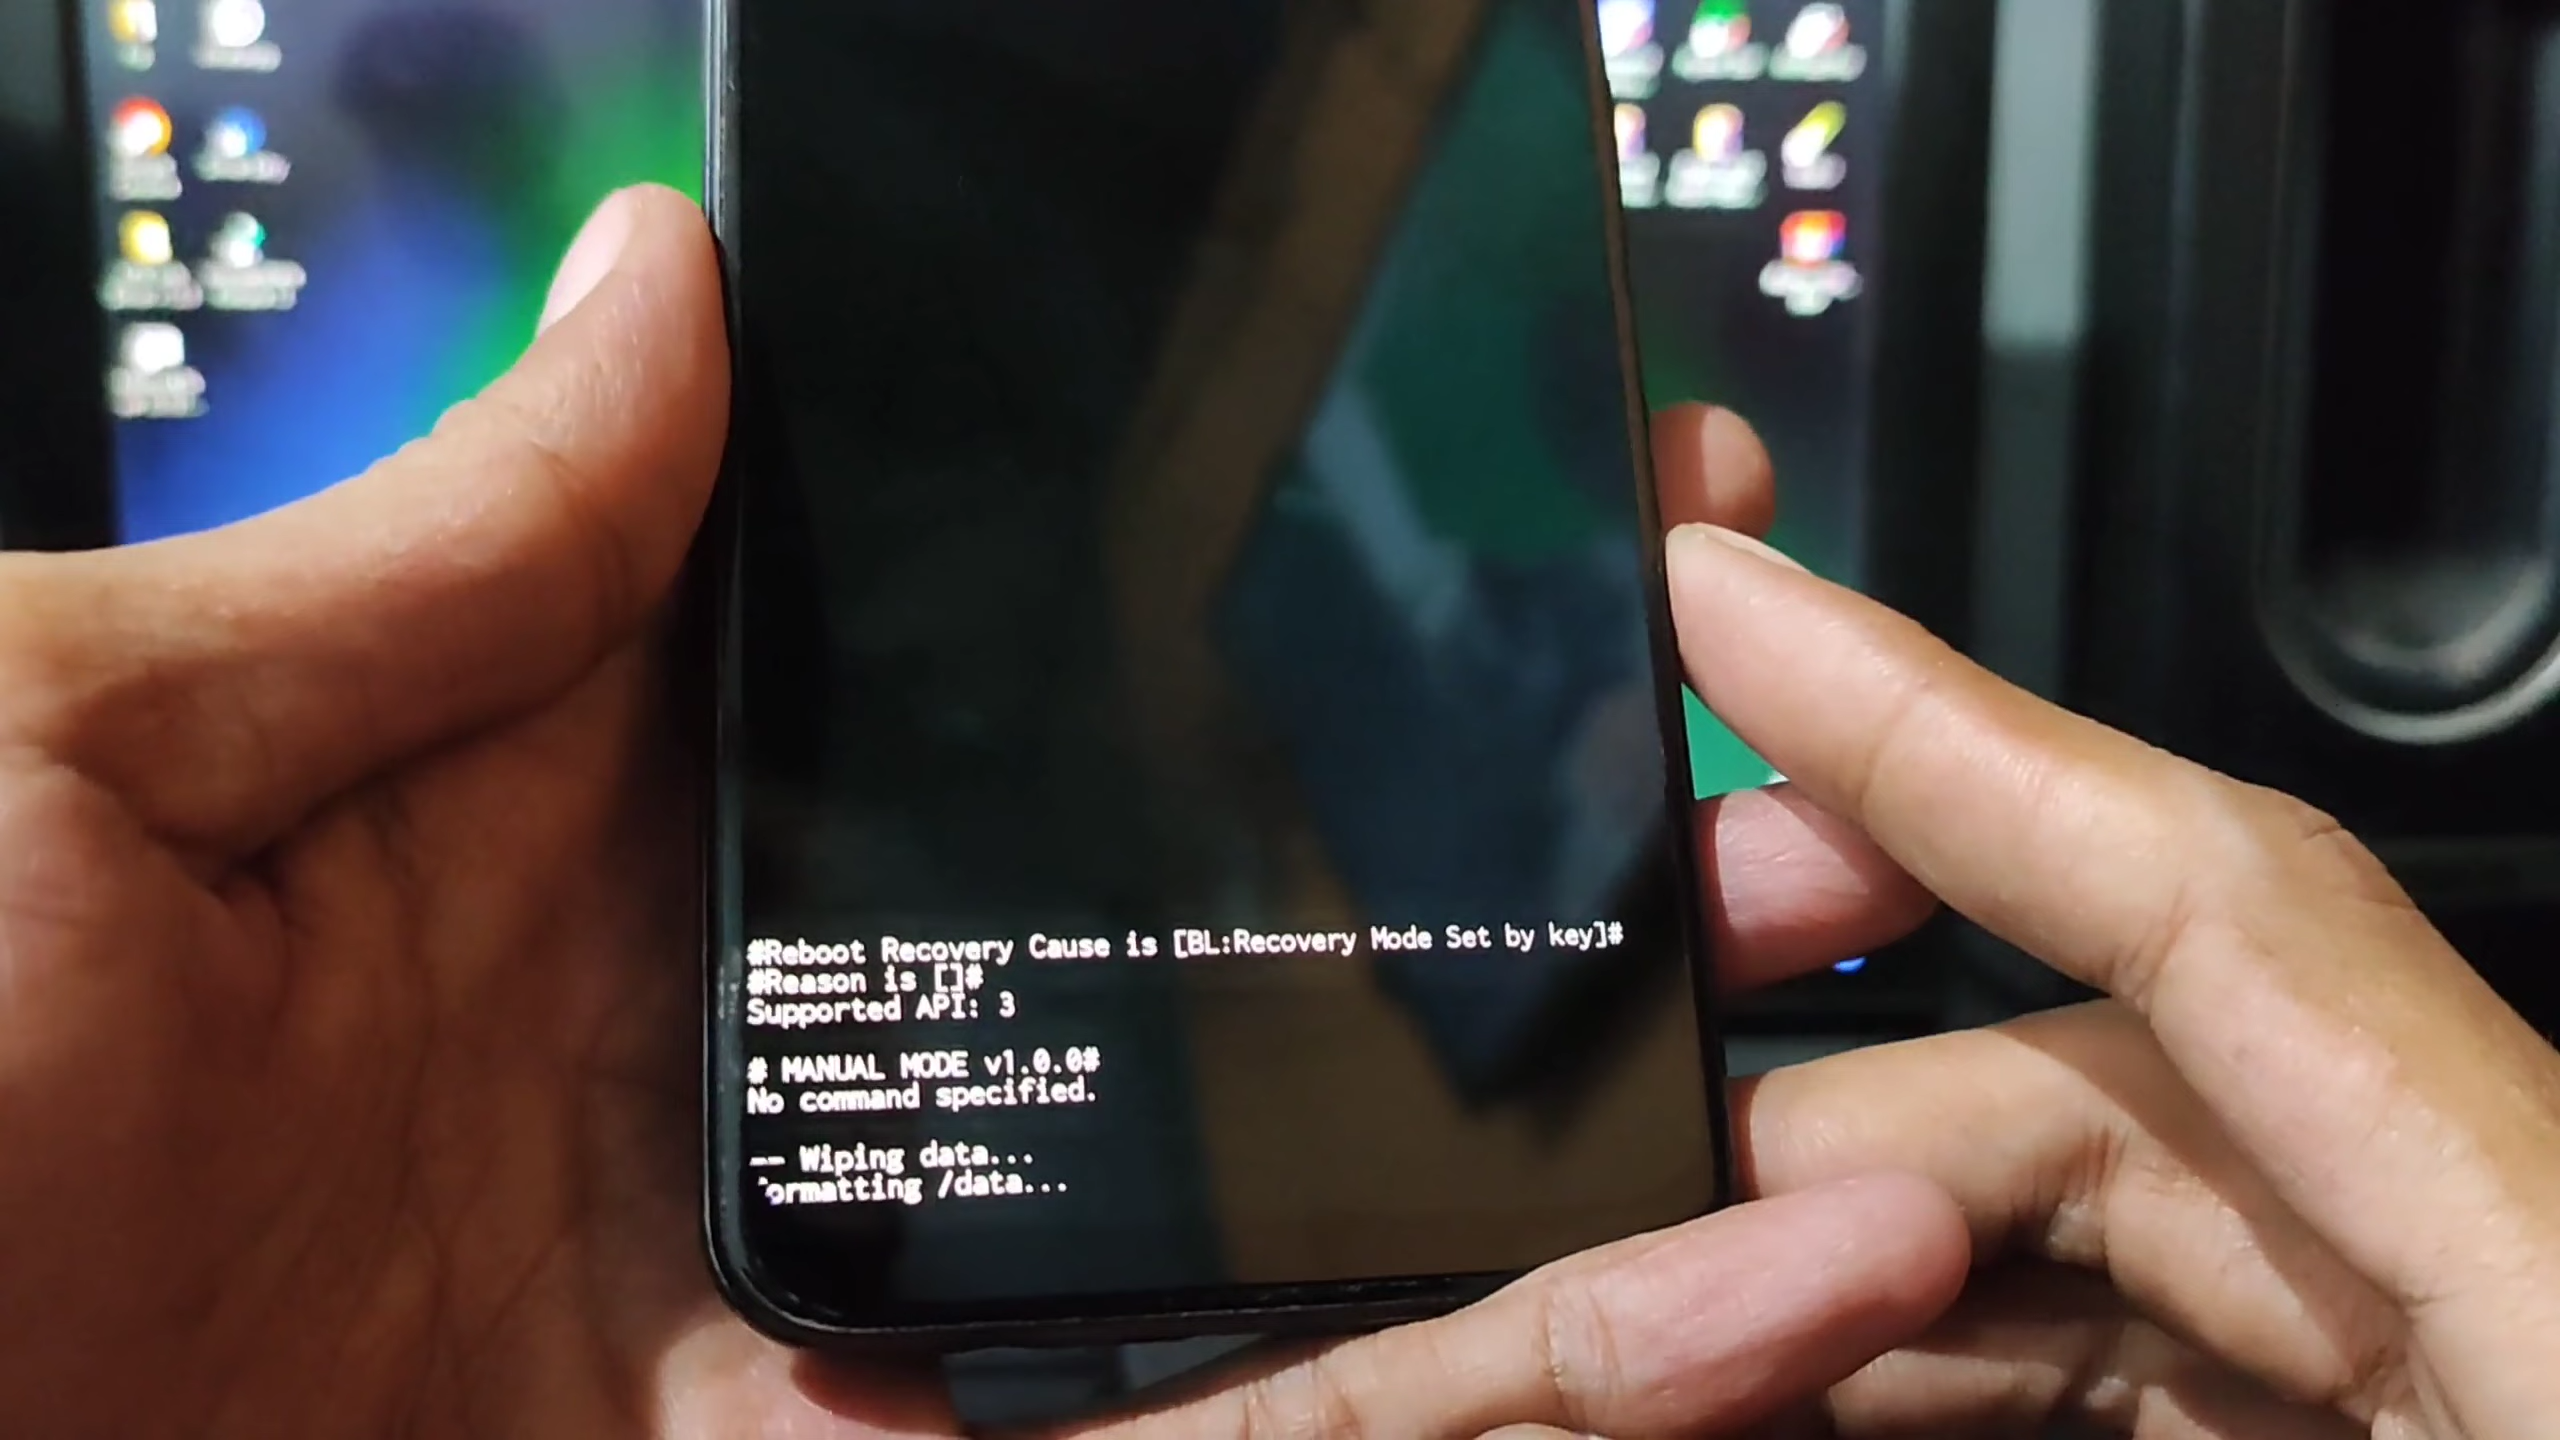 #Reboot Recovery Cause is [BL:Recovery Mode Set by key]#
#Reason is []#
Supported API: 3
# MANUAL MODE v1.0.0#
No command specified.
-- Wiping data...
formatting /data...